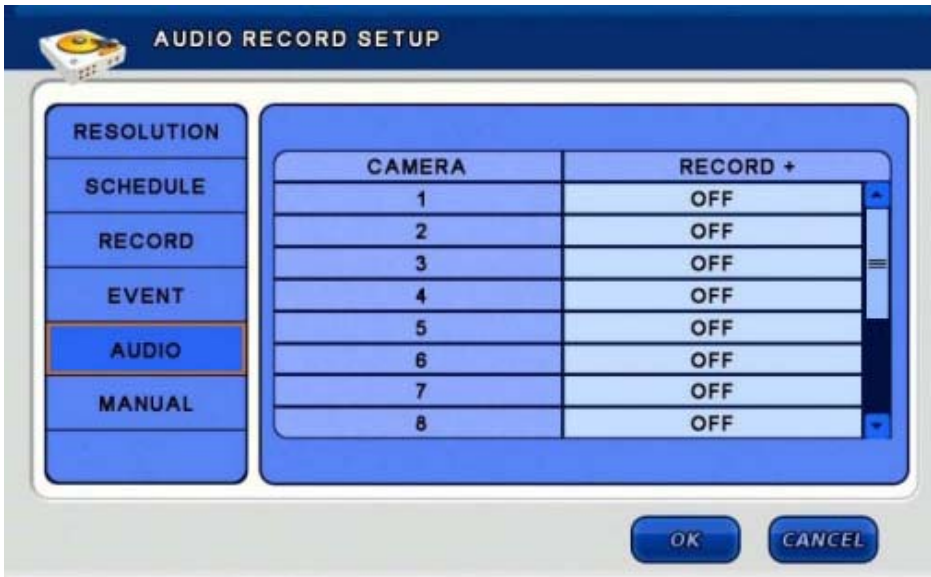 AUDIO RECORD SETUP
RESOLUTION
SCHEDULE
RECORD
EVENT
AUDIO
MANUAL
CAMERA RECORD +
1 OFF
2 OFF
3 OFF
4 OFF
5 OFF
6 OFF
7 OFF
8 OFF
OK CANCEL